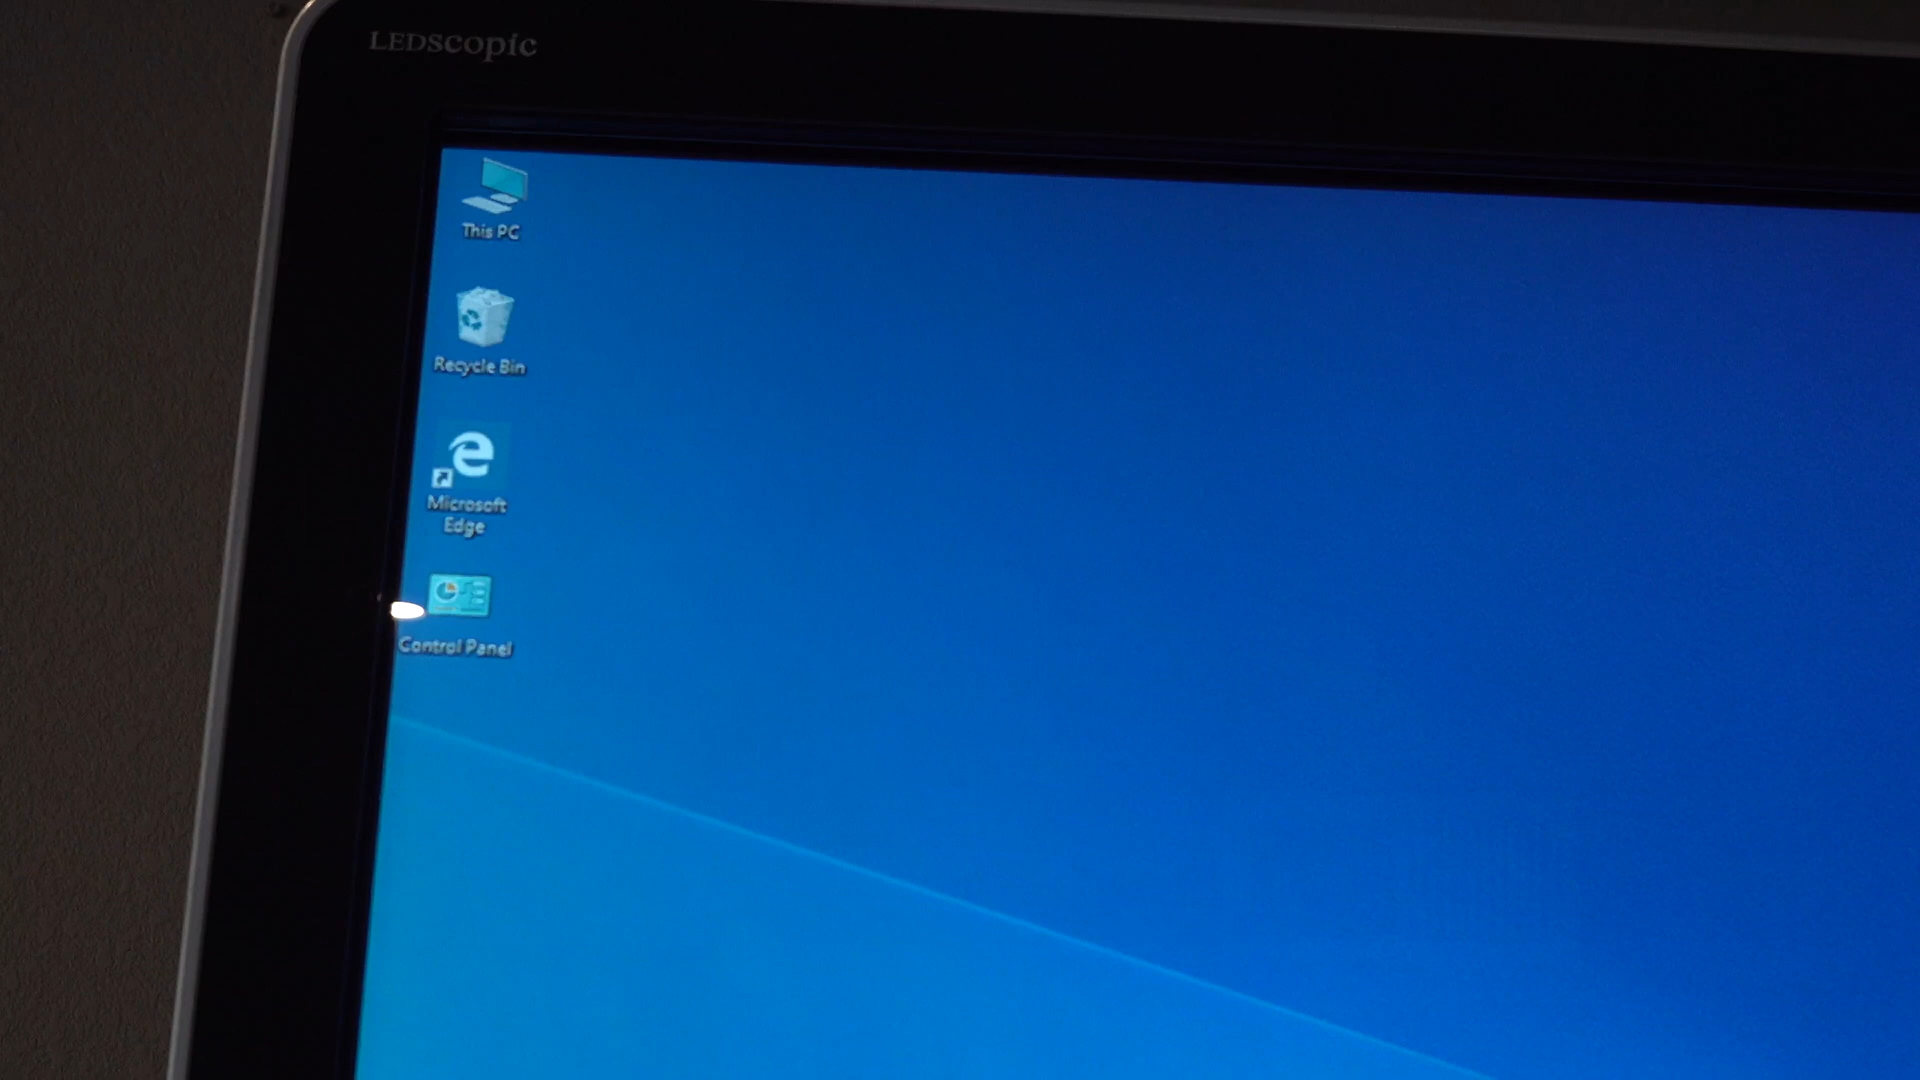 LEDscopic
This PC
Recycle Bin
Microsoft
Edge
Control Panel